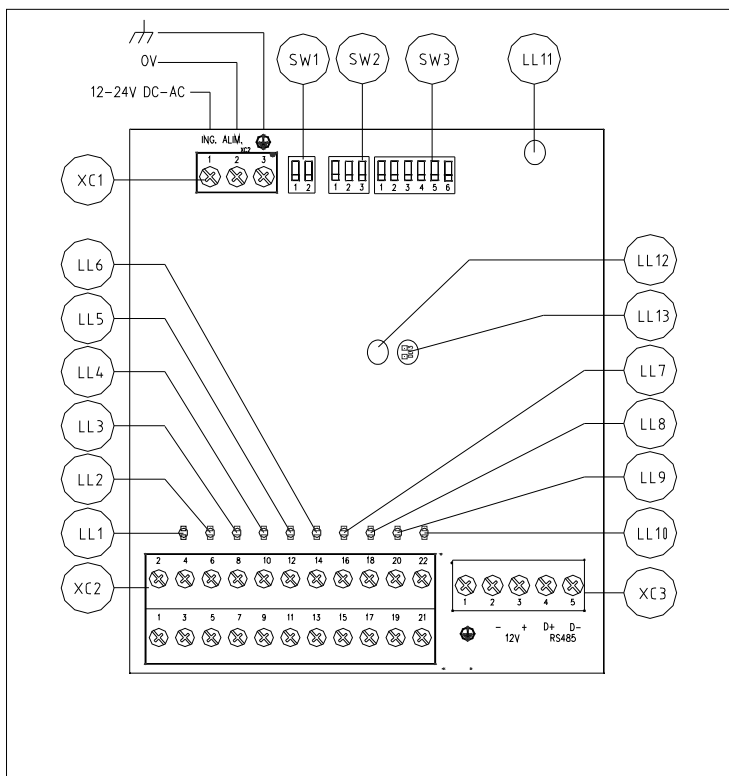 0V
12-24V DC-AC
SW1 SW2 SW3 LL11
ING. ALIM.
XC2
1 2 3
1 2
1 2 3
1 2 3 4 5 6
XC1
LL6 LL12
LL5 LL13
LL4 LL7
LL3 LL8
LL2 LL9
LL1 LL10
2 4 6 8 10 12 14 16 18 20 22
XC2 XC3
1 2 3 4 5
1 3 5 7 9 11 13 15 17 19 21
- + D+ D-
12V RS485